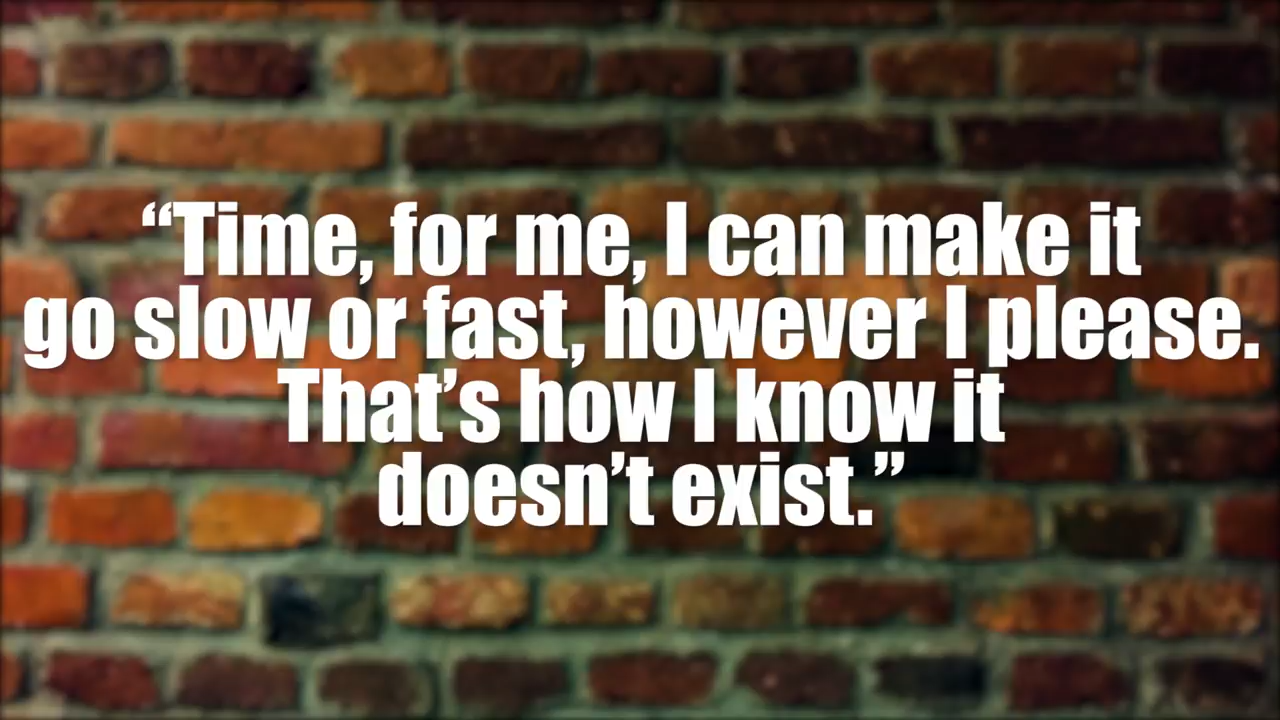 “Time, for me, I can make it
go slow or fast, however I please.
That’s how I know it
doesn’t exist.”